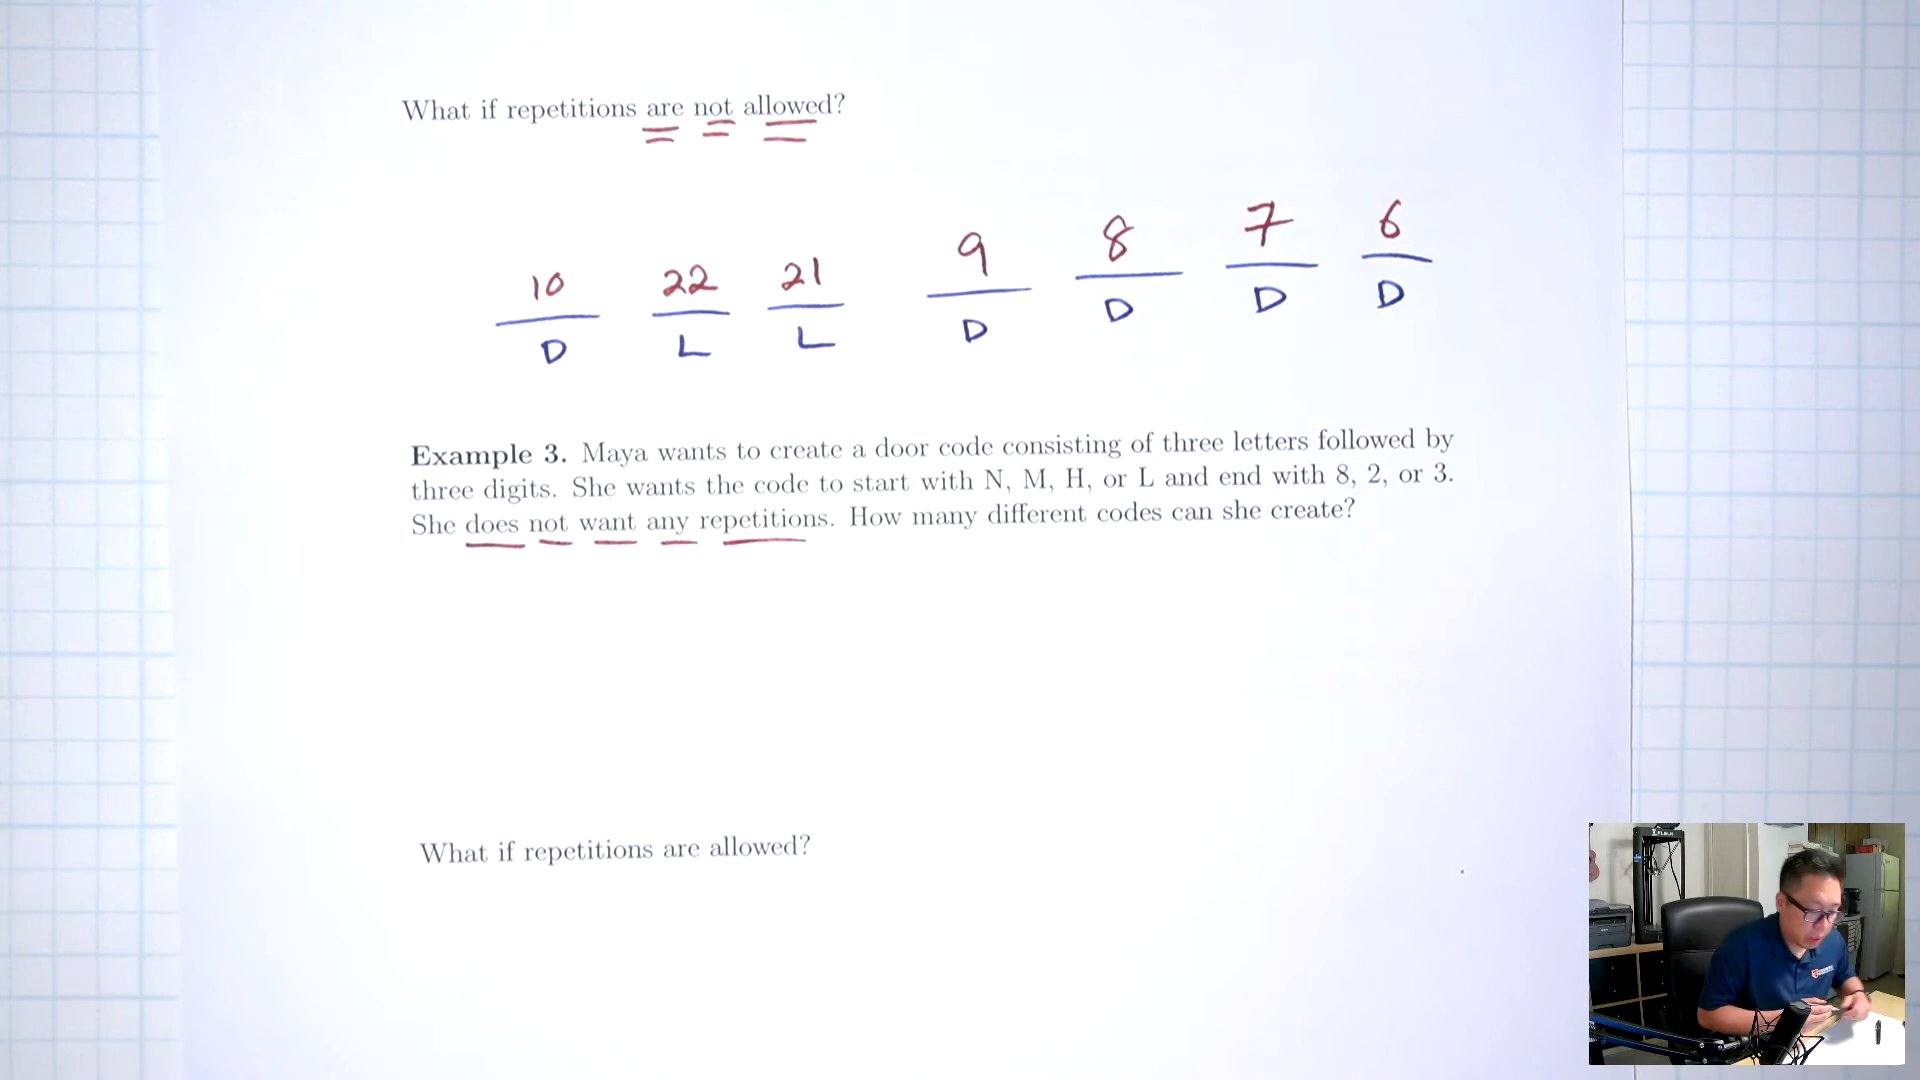 What if repetitions are not allowed?
10 22 21 9 8 7 6
D L L D D D D
Example 3. Maya wants to create a door code consisting of three letters followed by
three digits. She wants the code to start with N, M, H, or L and end with 8, 2, or 3.
She does not want any repetitions. How many different codes can she create?
What if repetitions are allowed?